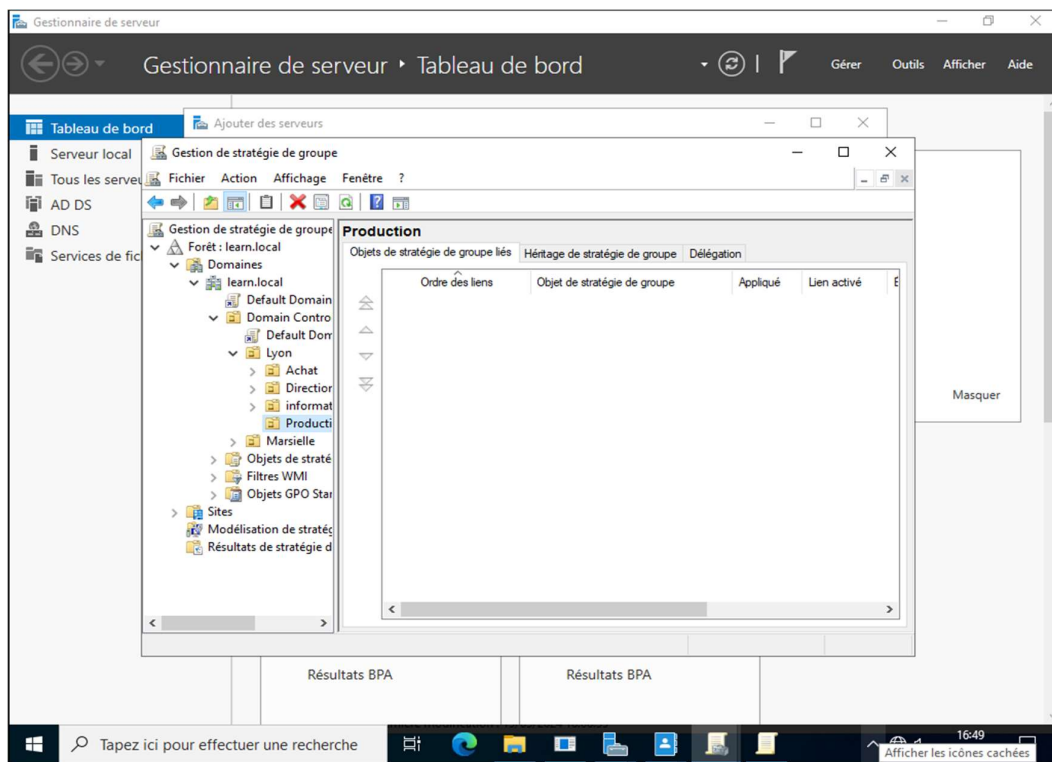 Gestionnaire de serveur
Gestionnaire de serveur • Tableau de bord
Gérer Outils Afficher Aide
Tableau de bord
Serveur local
Tous les serveu
AD DS
DNS
Services de fic
Ajouter des serveurs
Gestion de stratégie de groupe
Fichier Action Affichage Fenêtre ?
Gestion de stratégie de groupe
Forêt : learn.local
Domaines
learn.local
Default Domain
Domain Contro
Default Dom
Lyon
Achat
Direction
informat
Producti
Marsielle
Objets de straté
Filtres WMI
Objets GPO Star
Sites
Modélisation de stratég
Résultats de stratégie d
Production
Objets de stratégie de groupe liés Héritage de stratégie de groupe Délégation
Ordre des liens Objet de stratégie de groupe Appliqué Lien activé
Masquer
Résultats BPA Résultats BPA
Tapez ici pour effectuer une recherche
16:49
Afficher les icônes cachées